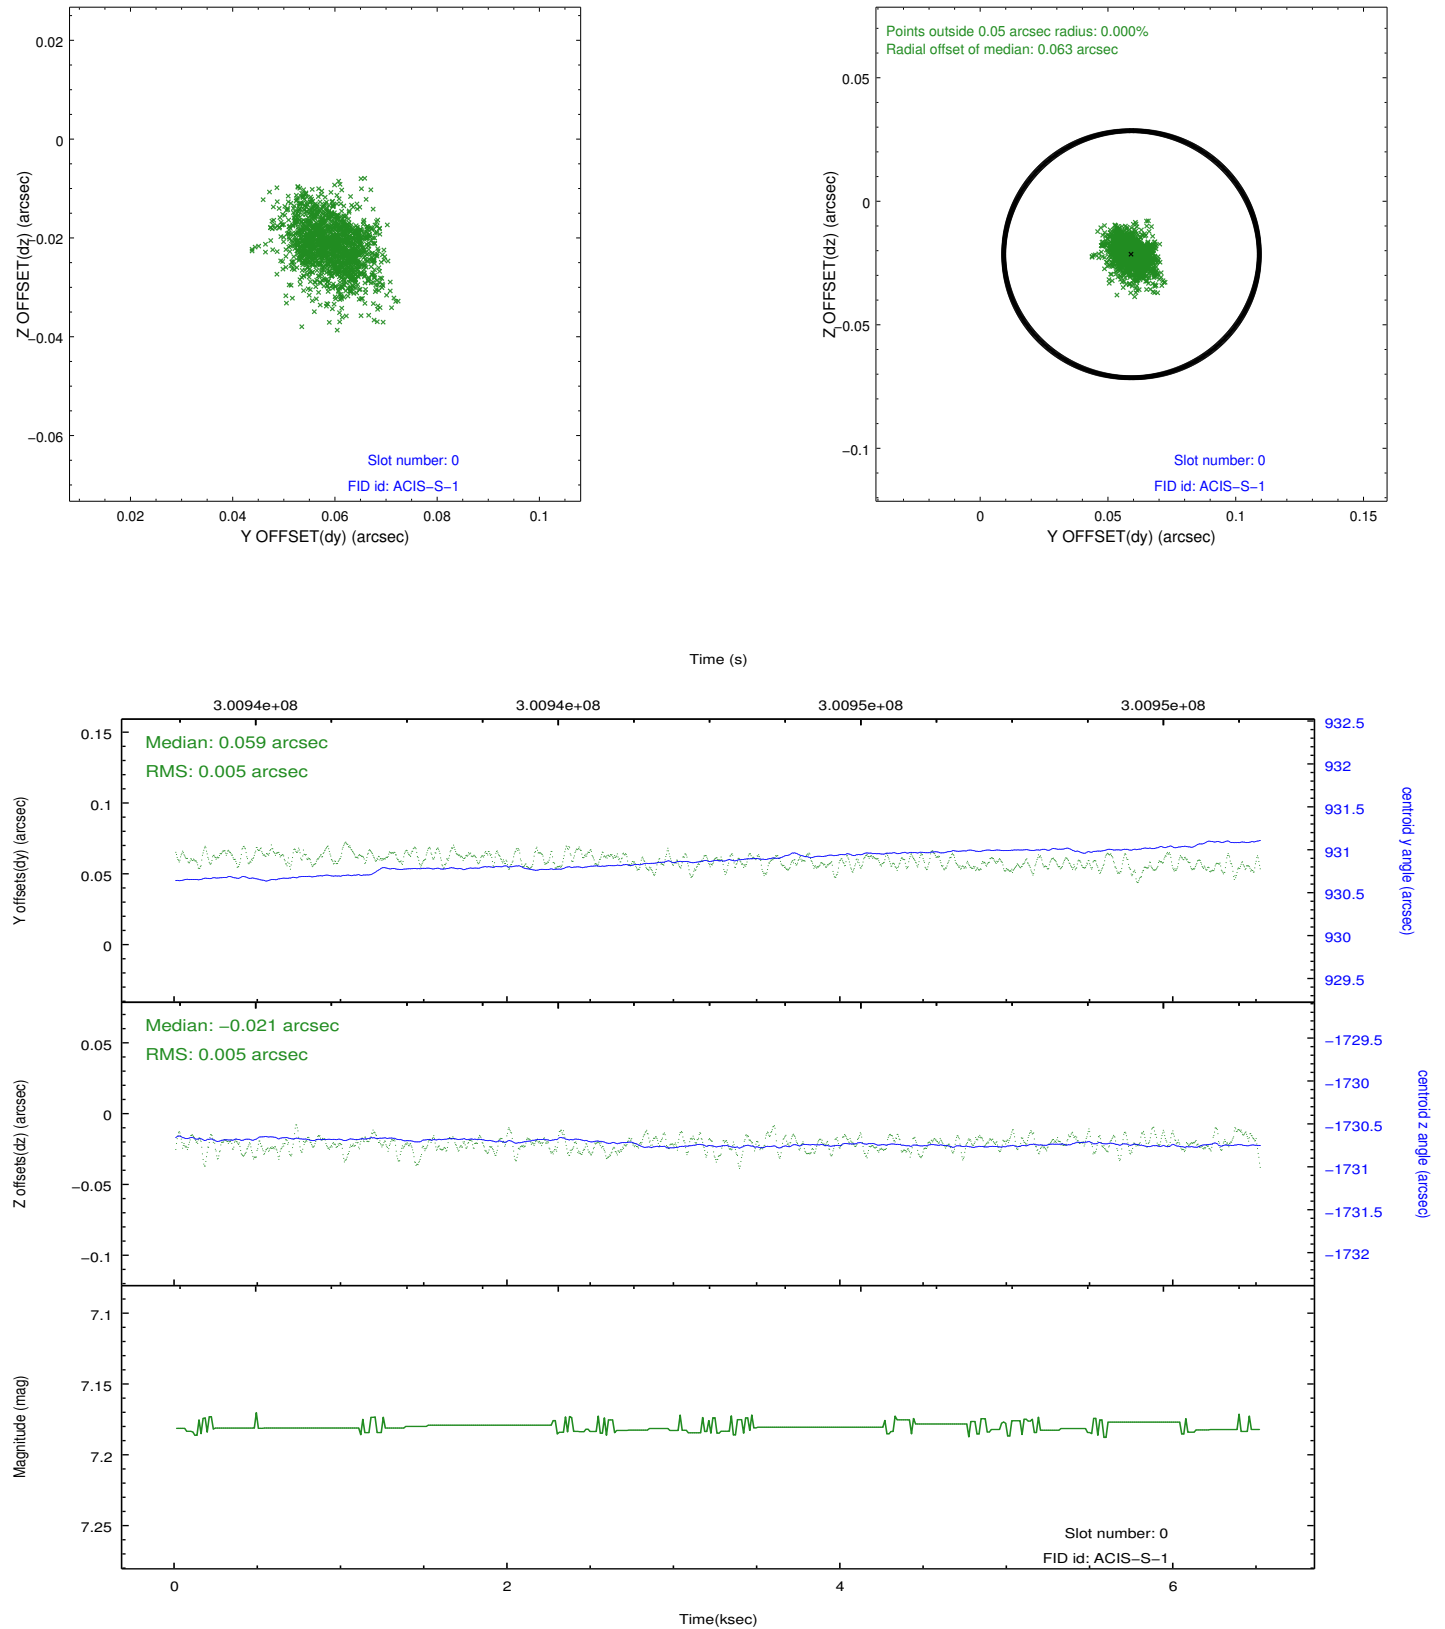 0.02
0
−0.02
−0.04
−0.06
Z OFFSET(dz) (arcsec)
Slot number: 0
FID id: ACIS−S−1
0.02 0.04 0.06 0.08 0.1
Y OFFSET(dy) (arcsec)
Points outside 0.05 arcsec radius: 0.000%
Radial offset of median: 0.063 arcsec
0.05
0
−0.05
−0.1
Z OFFSET(dz) (arcsec)
Slot number: 0
FID id: ACIS−S−1
0 0.05 0.1 0.15
Y OFFSET(dy) (arcsec)
Time (s)
3.0094e+08 3.0094e+08 3.0095e+08 3.0095e+08
Median: 0.059 arcsec
RMS: 0.005 arcsec
0.15
0.1
0.05
0
Y offsets(dy) (arcsec)
932.5
932
931.5
931
930.5
930
929.5
centroid y angle (arcsec)
Median: −0.021 arcsec
RMS: 0.005 arcsec
0.05
0
−0.05
−0.1
Z offsets(dz) (arcsec)
−1729.5
−1730
−1730.5
−1731
−1731.5
−1732
centroid z angle (arcsec)
7.1
7.15
7.2
7.25
Magnitude (mag)
Slot number: 0
FID id: ACIS−S−1
0 2 4 6
Time(ksec)